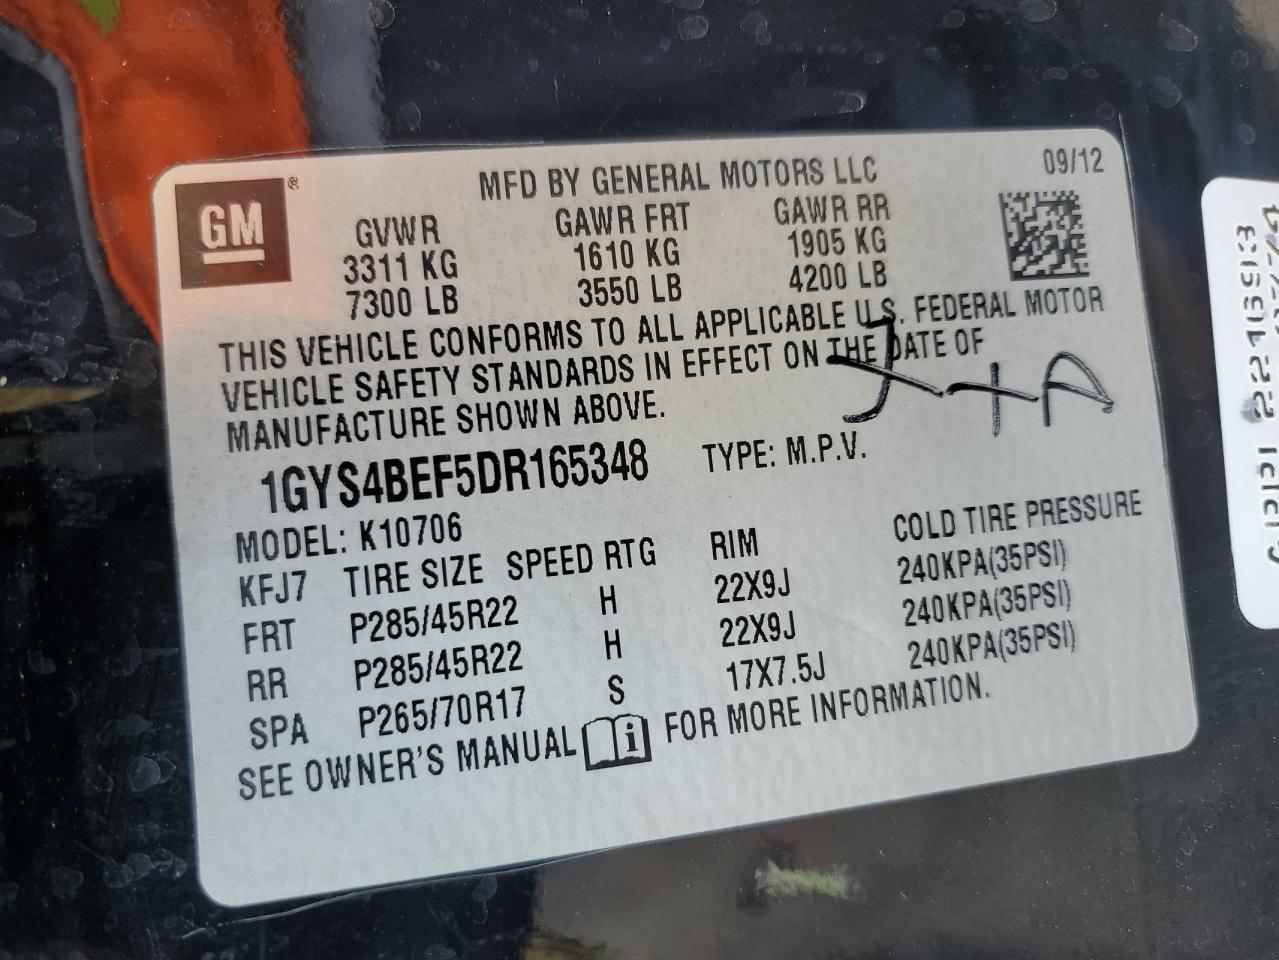 GM ®
MFD BY GENERAL MOTORS LLC 09/12
GVWR GAWR FRT GAWR RR
3311 KG 1610 KG 1905 KG
7300 LB 3550 LB 4200 LB
THIS VEHICLE CONFORMS TO ALL APPLICABLE U.S. FEDERAL MOTOR
VEHICLE SAFETY STANDARDS IN EFFECT ON THE DATE OF
MANUFACTURE SHOWN ABOVE.
1GYS4BEF5DR165348 TYPE: M.P.V.
MODEL: K10706
KFJ7 TIRE SIZE SPEED RTG RIM COLD TIRE PRESSURE
FRT P285/45R22 H 22X9J 240KPA(35PSI)
RR P285/45R22 H 22X9J 240KPA(35PSI)
SPA P265/70R17 S 17X7.5J 240KPA(35PSI)
SEE OWNER'S MANUAL i FOR MORE INFORMATION.